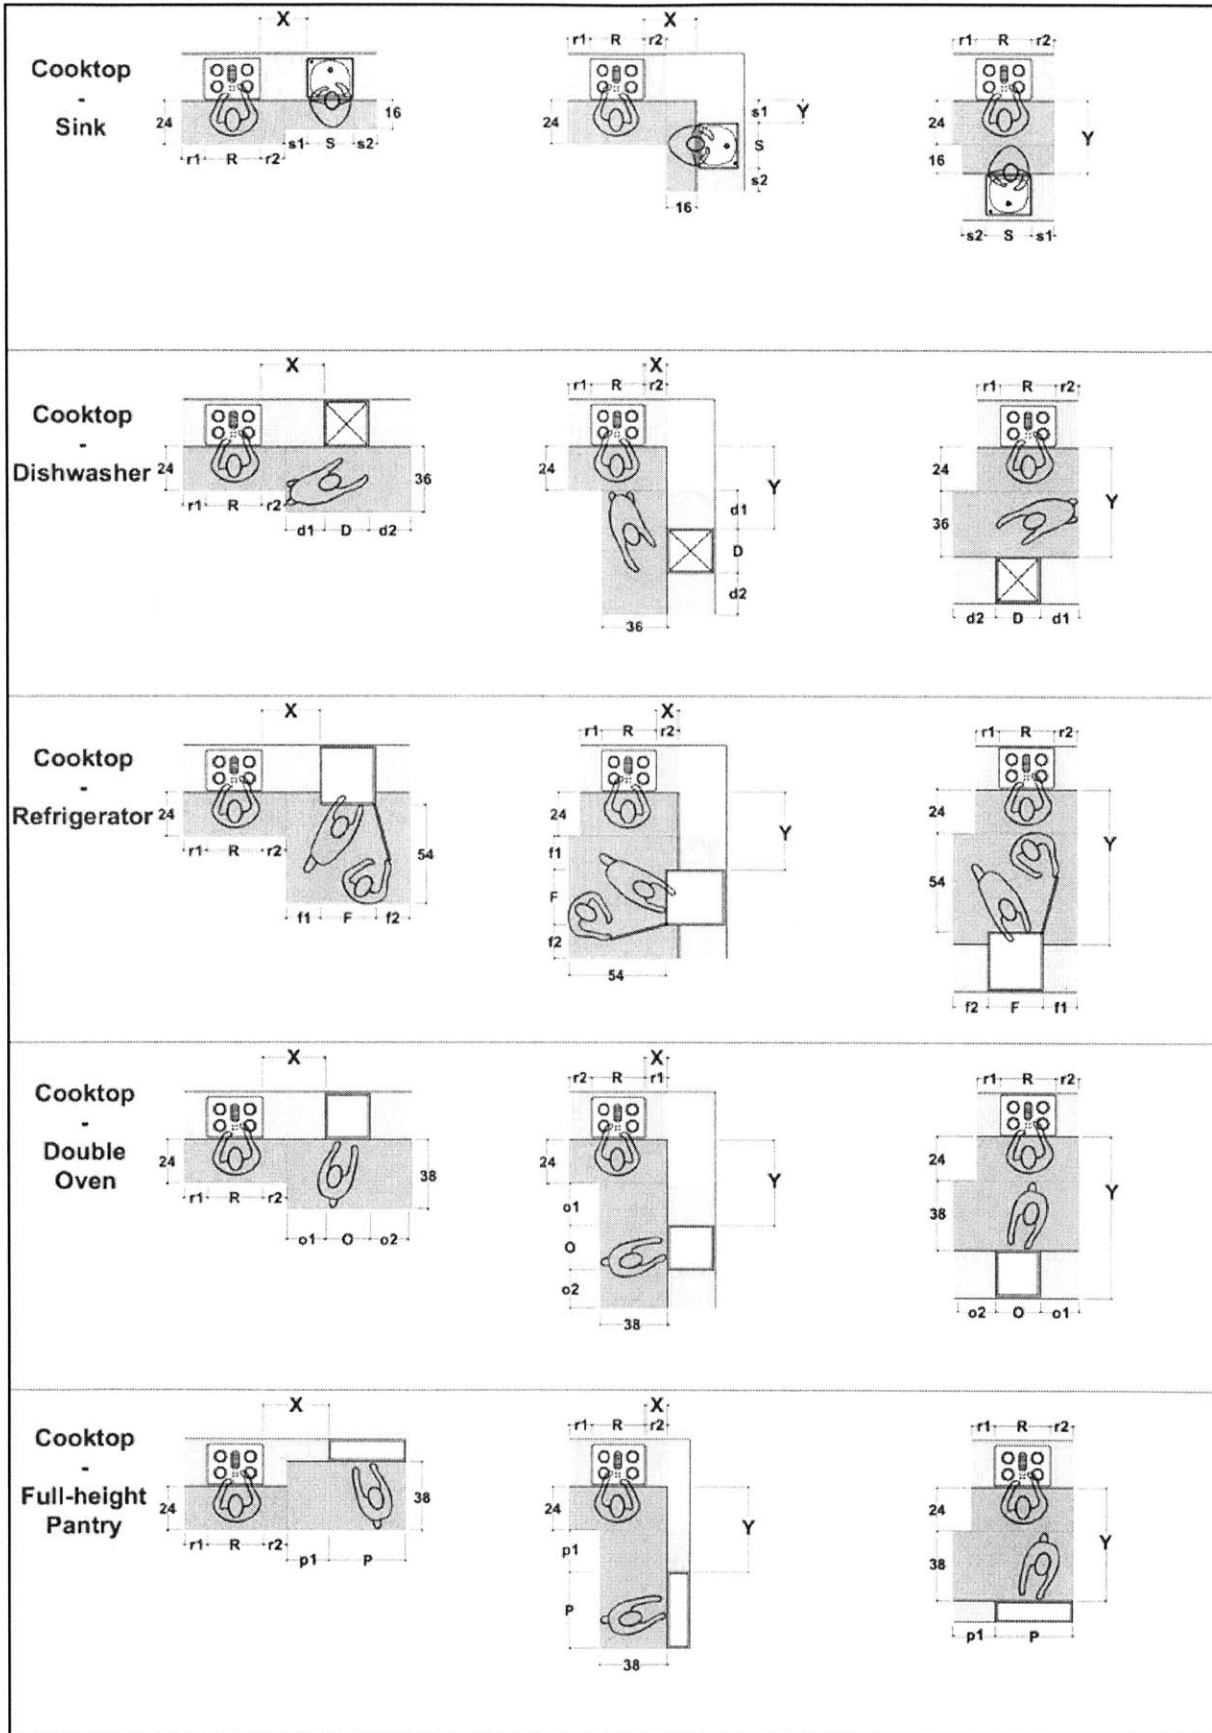 Cooktop
-
Sink
X
24
16
s1 S s2
r1 R r2
X
r1 R r2
24
s1
Y
S
s2
16
r1 R r2
24
Y
16
s2 S s1
Cooktop
-
Dishwasher
X
24
36
r1 R r2
d1 D d2
X
r1 R r2
24
Y
d1
D
d2
36
r1 R r2
24
Y
36
d2 D d1
Cooktop
-
Refrigerator
X
24
r1 R r2
54
f1 F f2
X
r1 R r2
24
Y
f1
F
f2
54
r1 R r2
24
Y
54
f2 F f1
Cooktop
-
Double
Oven
X
24
38
r1 R r2
o1 O o2
X
r2 R r1
24
Y
o1
O
o2
38
r1 R r2
24
Y
38
o2 O o1
Cooktop
-
Full-height
Pantry
X
24
38
r1 R r2
p1 P
X
r1 R r2
24
Y
p1
P
38
r1 R r2
24
Y
38
p1 P